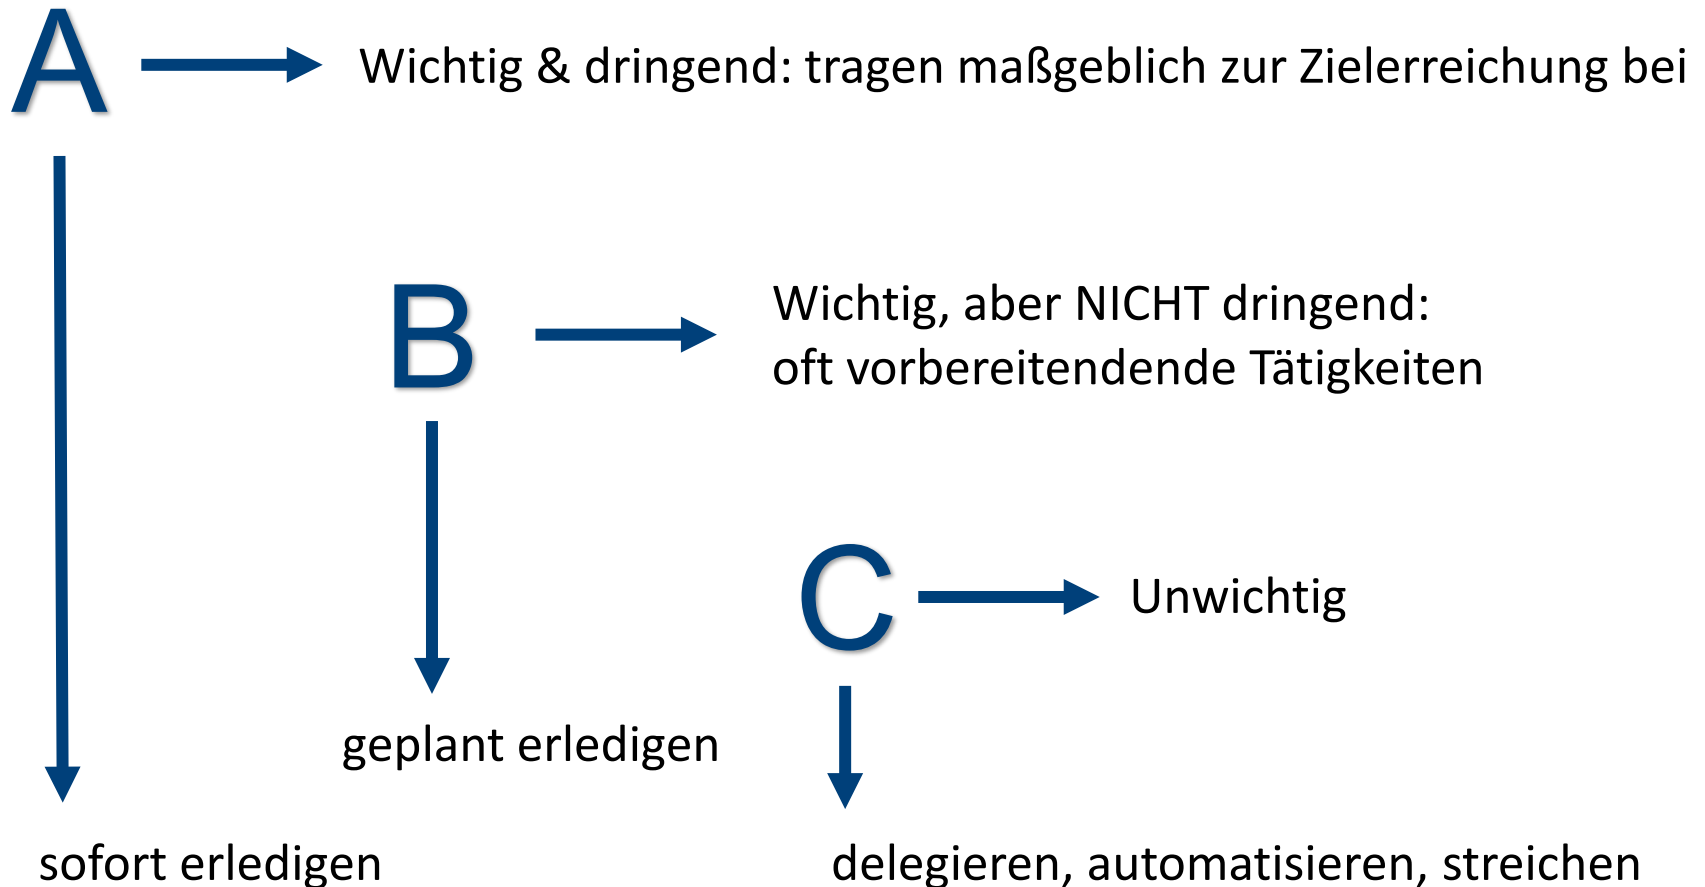 A
Wichtig & dringend: tragen maßgeblich zur Zielerreichung bei
B
Wichtig, aber NICHT dringend:
oft vorbereitendende Tätigkeiten
C
Unwichtig
geplant erledigen
sofort erledigen
delegieren, automatisieren, streichen